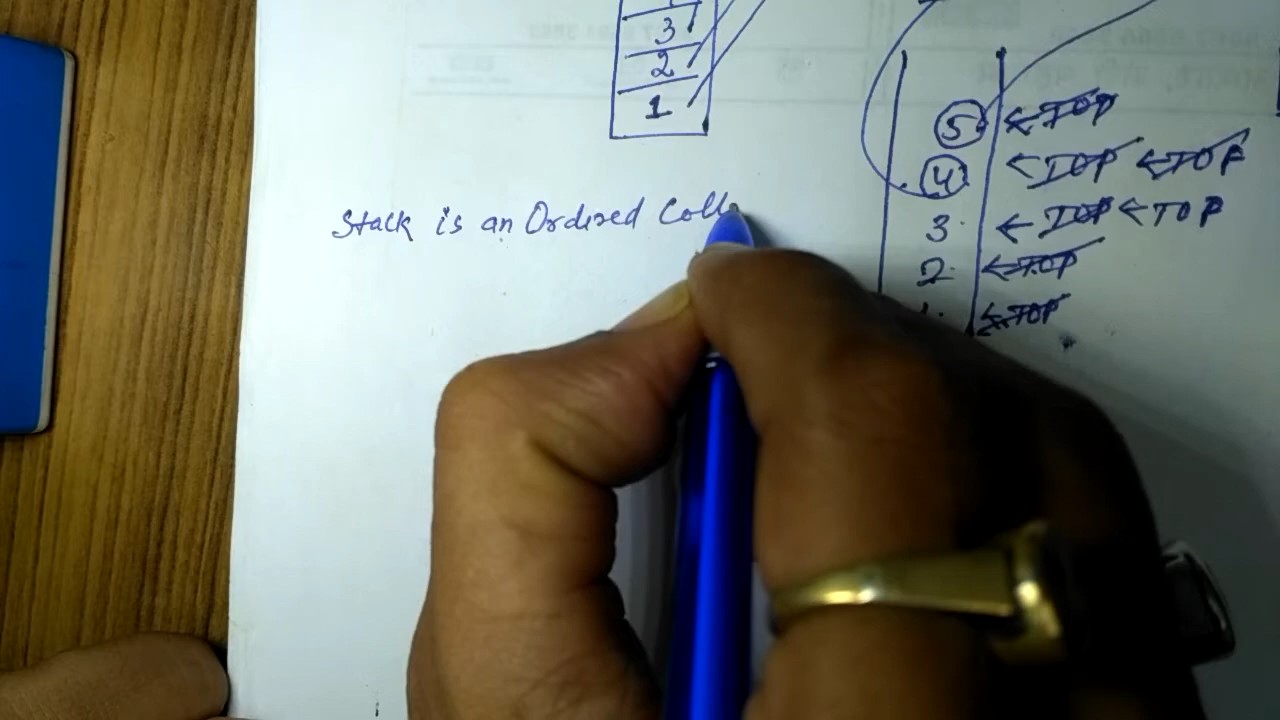 3
2
1
5 ← TOP
4 ← TOP ← TOP
3 ← TOP ← TOP
2 ← TOP
1 ← TOP
Stack is an Ordered Coll